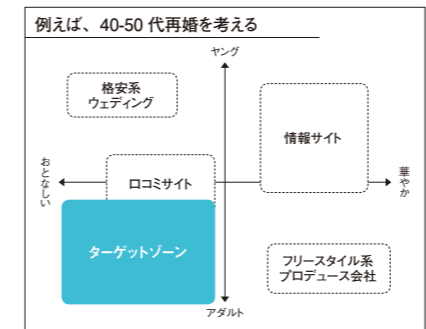 例えば、40-50 代再婚を考える
ヤング
格安系
ウェディング
情報サイト
おとなしい
口コミサイト
華やか
ターゲットゾーン
フリースタイル系
プロデュース会社
アダルト